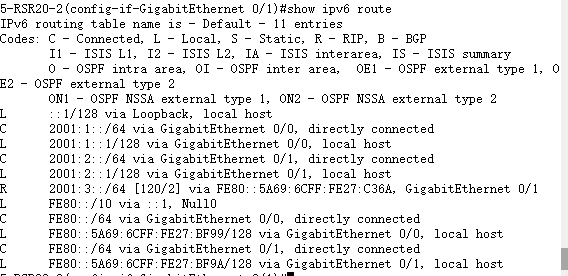 5-RSR20-2(config-if-GigabitEthernet 0/1)#show ipv6 route
IPv6 routing table name is - Default - 11 entries
Codes: C - Connected, L - Local, S - Static, R - RIP, B - BGP
I1 - ISIS L1, I2 - ISIS L2, IA - ISIS interarea, IS - ISIS summary
O - OSPF intra area, OI - OSPF inter area, OE1 - OSPF external type 1, O
E2 - OSPF external type 2
ON1 - OSPF NSSA external type 1, ON2 - OSPF NSSA external type 2
L ::1/128 via Loopback, local host
C 2001:1::/64 via GigabitEthernet 0/0, directly connected
L 2001:1::1/128 via GigabitEthernet 0/0, local host
C 2001:2::/64 via GigabitEthernet 0/1, directly connected
L 2001:2::1/128 via GigabitEthernet 0/1, local host
R 2001:3::/64 [120/2] via FE80::5A69:6CFF:FE27:C36A, GigabitEthernet 0/1
L FE80::/10 via ::1, Null0
C FE80::/64 via GigabitEthernet 0/0, directly connected
L FE80::5A69:6CFF:FE27:BF99/128 via GigabitEthernet 0/0, local host
C FE80::/64 via GigabitEthernet 0/1, directly connected
L FE80::5A69:6CFF:FE27:BF9A/128 via GigabitEthernet 0/1, local host
5-RSR20-2(config-if-GigabitEthernet 0/1)#